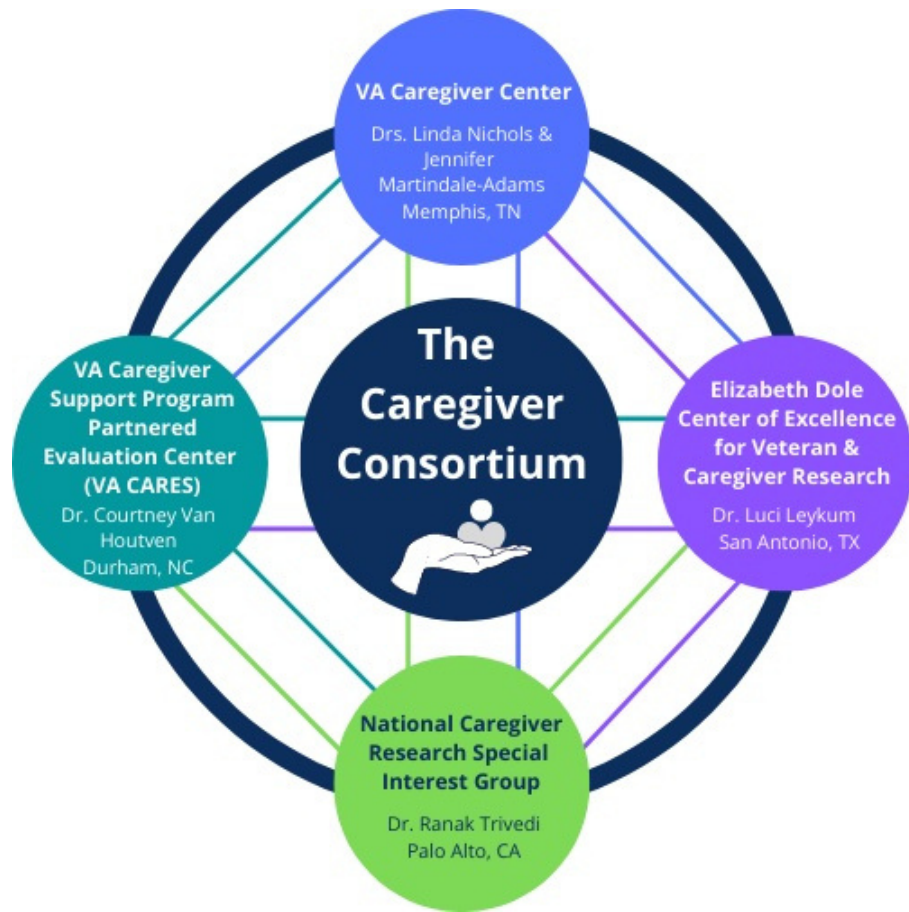 VA Caregiver Center
Drs. Linda Nichols &
Jennifer
Martindale-Adams
Memphis, TN
The
Caregiver
Consortium
VA Caregiver
Support Program
Partnered
Evaluation Center
(VA CARES)
Dr. Courtney Van
Houtven
Durham, NC
Elizabeth Dole
Center of Excellence
for Veteran &
Caregiver Research
Dr. Luci Leykum
San Antonio, TX
National Caregiver
Research Special
Interest Group
Dr. Ranak Trivedi
Palo Alto, CA